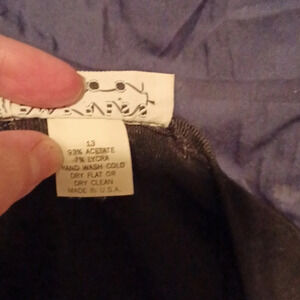 13
93% ACETATE
7% LYCRA
HAND WASH COLD
DRY FLAT OR
DRY CLEAN
MADE IN U.S.A.